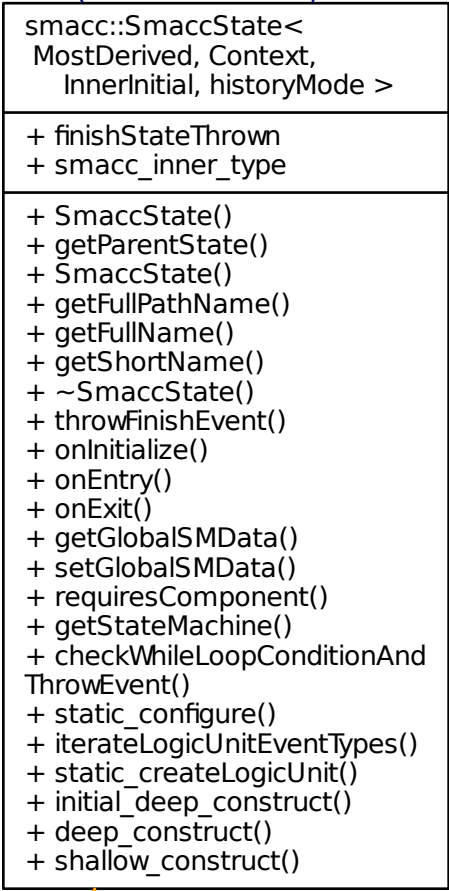 smacc::SmaccState<
MostDerived, Context,
InnerInitial, historyMode >
+ finishStateThrown
+ smacc_inner_type
+ SmaccState()
+ getParentState()
+ SmaccState()
+ getFullPathName()
+ getFullName()
+ getShortName()
+ ~SmaccState()
+ throwFinishEvent()
+ onInitialize()
+ onEntry()
+ onExit()
+ getGlobalSMData()
+ setGlobalSMData()
+ requiresComponent()
+ getStateMachine()
+ checkWhileLoopConditionAnd
ThrowEvent()
+ static_configure()
+ iterateLogicUnitEventTypes()
+ static_createLogicUnit()
+ initial_deep_construct()
+ deep_construct()
+ shallow_construct()